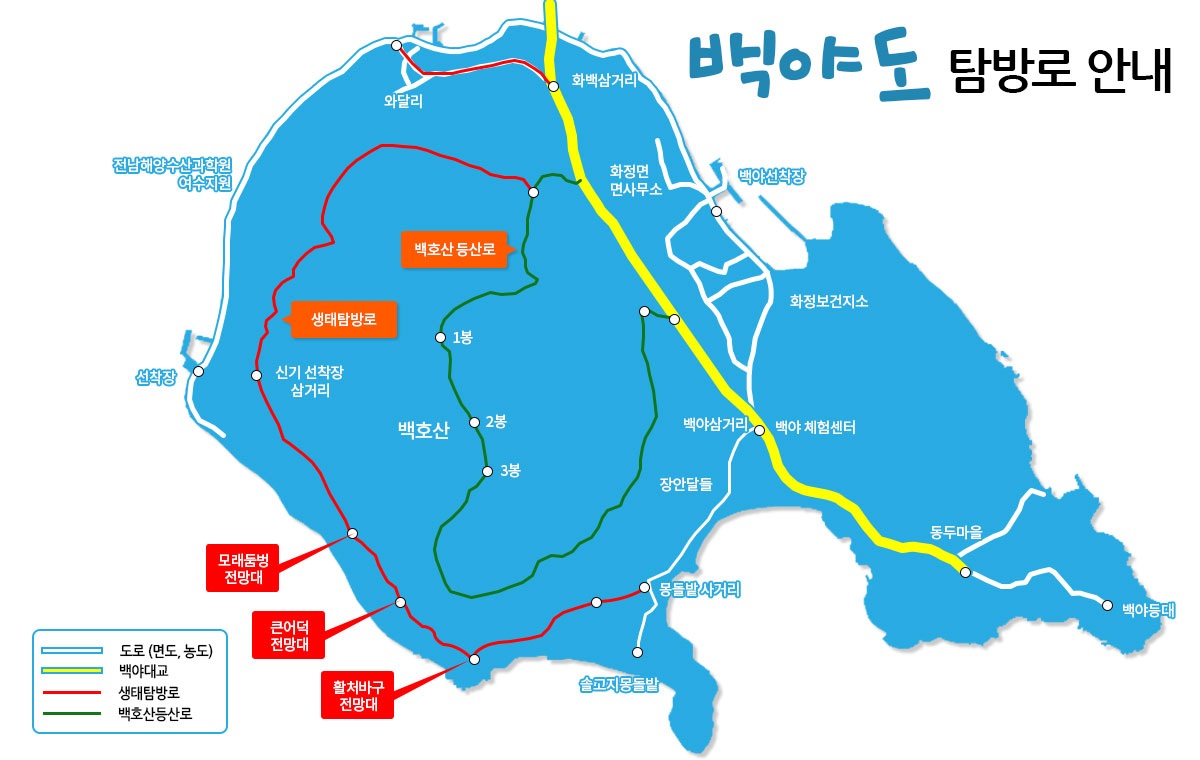 백야도 탐방로 안내
화백삼거리
와달리
전남해양수산과학원
여수지원
화정면
면사무소
백야선착장
백호산 등산로
화정보건지소
생태탐방로
1봉
선착장
신기 선착장
삼거리
백호산
2봉
백야삼거리
백야 체험센터
3봉
장안달들
동두마을
모래둠벙
전망대
몽돌발 사거리
백야등대
큰어덕
전망대
활처바구
전망대
솔고지몽돌발
도로 (면도, 농도)
백야대교
생태탐방로
백호산등산로